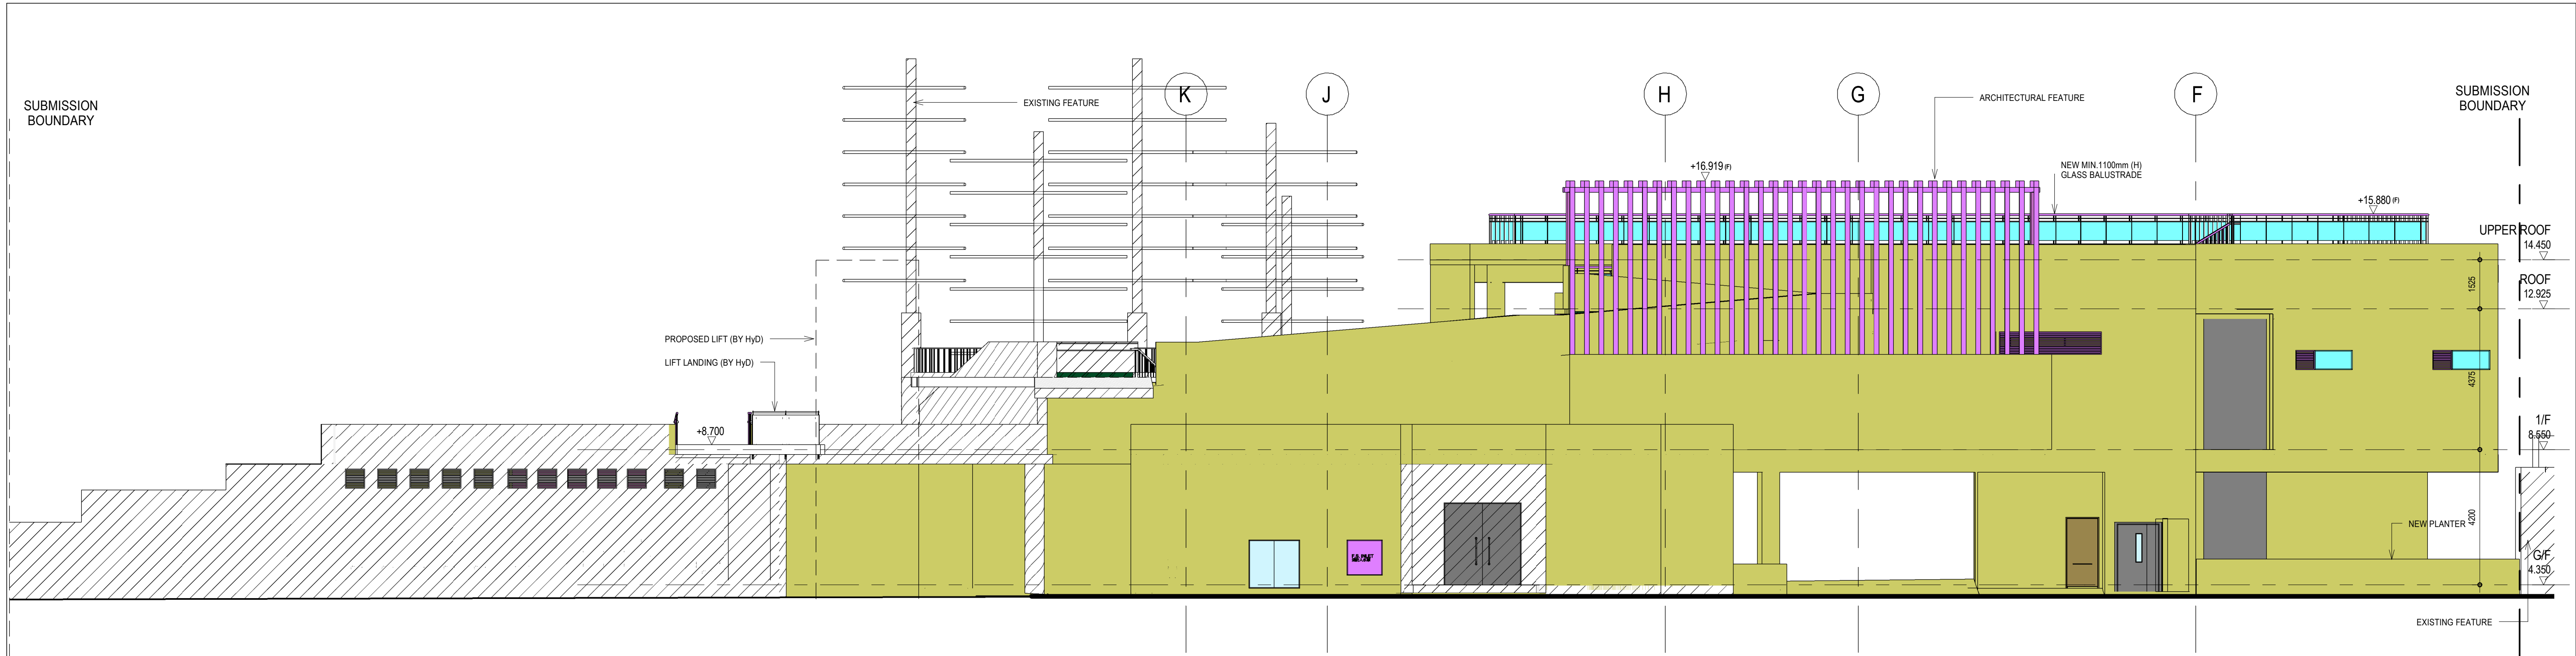 SUBMISSION
BOUNDARY
EXISTING FEATURE
K
J
H
G
F
ARCHITECTURAL FEATURE
SUBMISSION
BOUNDARY
+16.919 (F)
NEW MIN.1100mm (H)
GLASS BALUSTRADE
+15.880 (F)
UPPER ROOF
14.450
1525
ROOF
12.925
PROPOSED LIFT (BY HyD)
LIFT LANDING (BY HyD)
4375
+8.700
1/F
8.550
4200
NEW PLANTER
F.S. INLET
G/F
4.350
EXISTING FEATURE